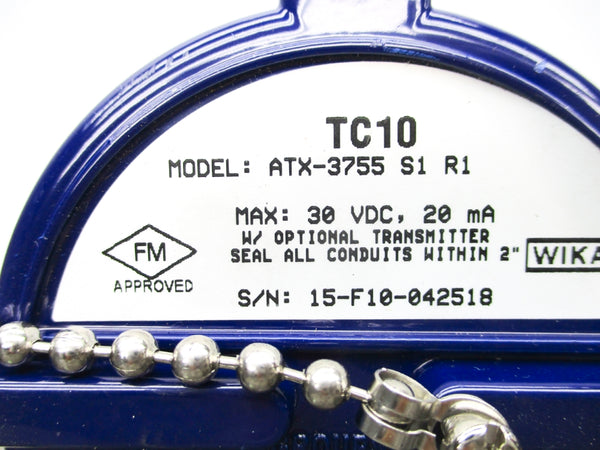 TC10
MODEL: ATX-3755 S1 R1
MAX: 30 VDC, 20 mA
W/ OPTIONAL TRANSMITTER
SEAL ALL CONDUITS WITHIN 2"
FM
APPROVED
WIKA
S/N: 15-F10-042518